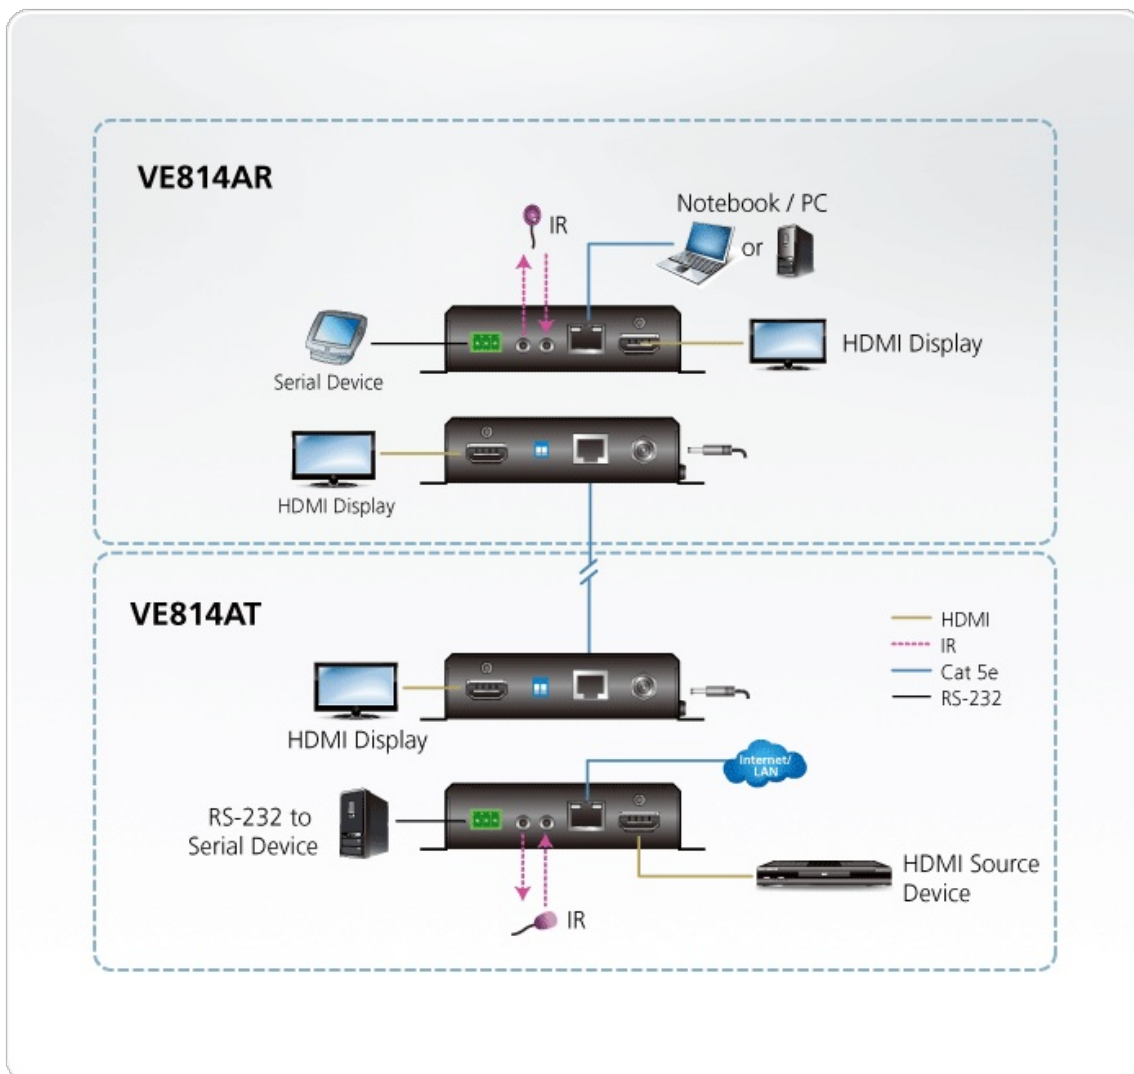 VE814AR
Notebook / PC
IR
or
HDMI Display
Serial Device
HDMI Display
VE814AT
HDMI
IR
Cat 5e
RS-232
HDMI Display
Internet/
LAN
RS-232 to
Serial Device
HDMI Source
Device
IR